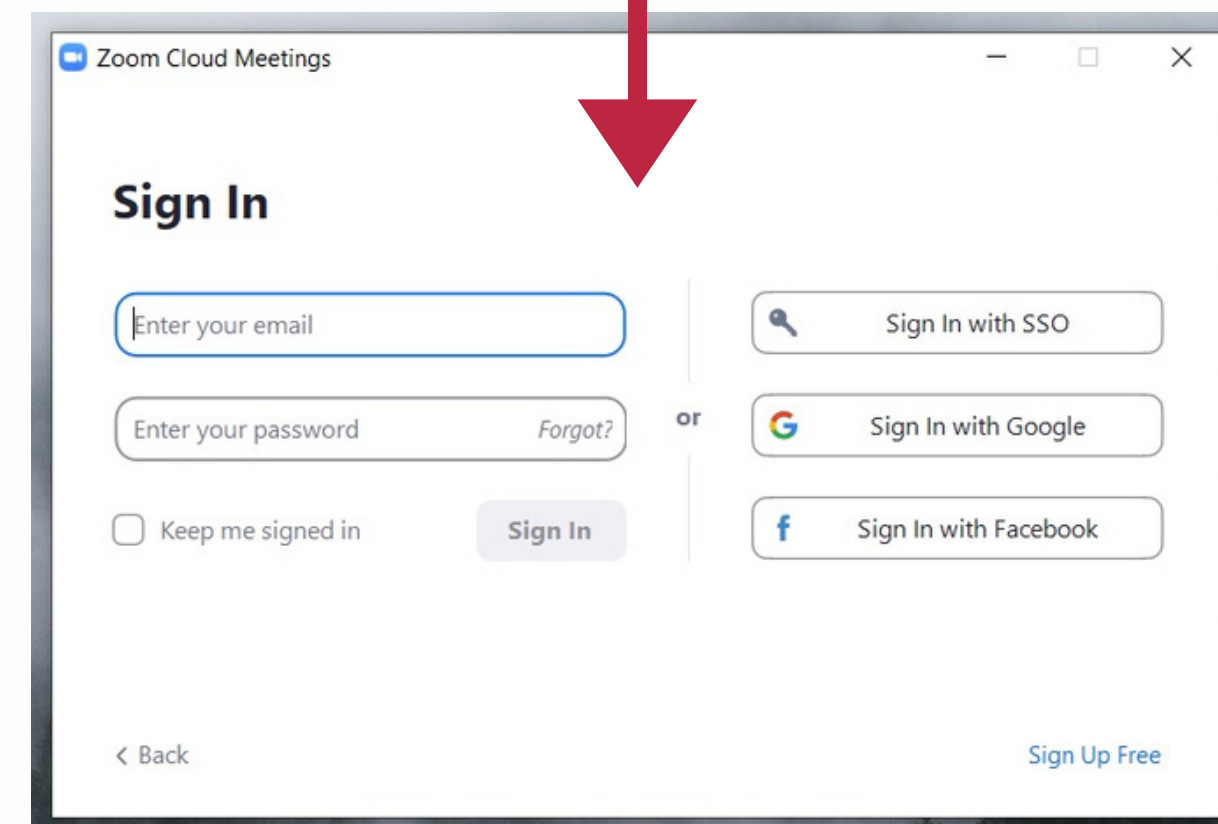 Zoom Cloud Meetings
Sign In
Enter your email
Enter your password Forgot?
Keep me signed in Sign In
or
Sign In with SSO
Sign In with Google
Sign In with Facebook
Back
Sign Up Free